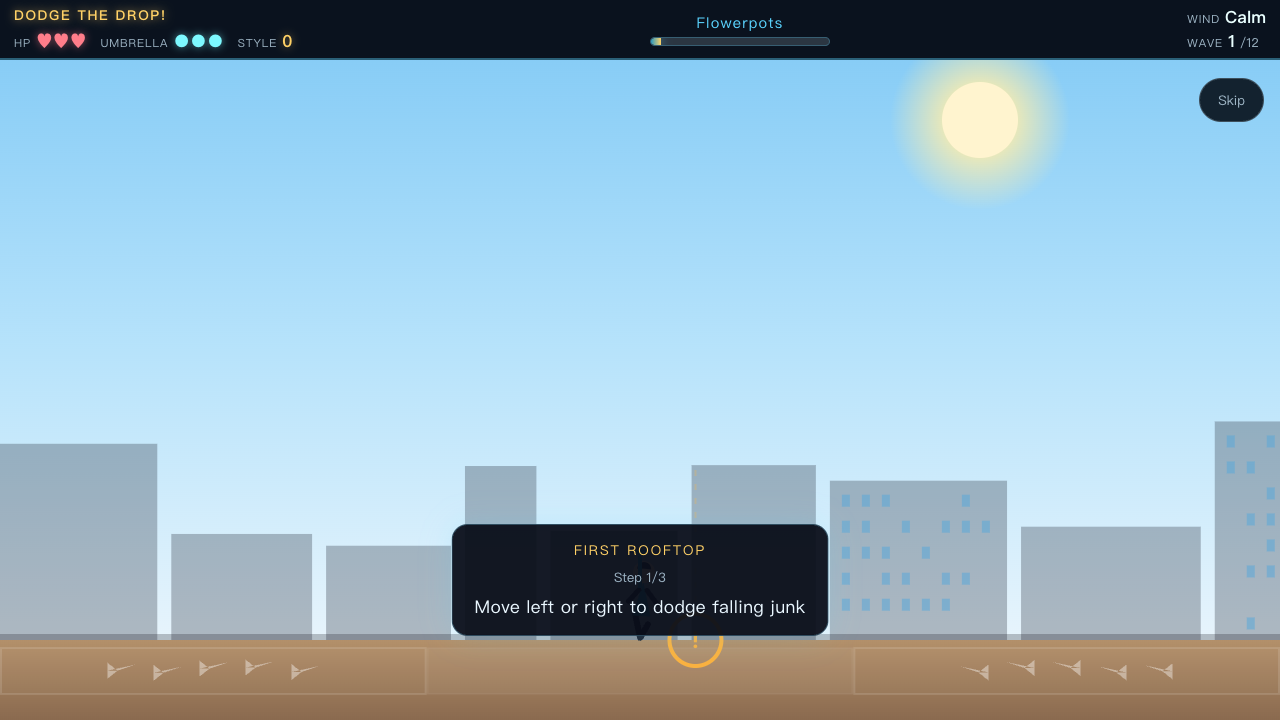 DODGE THE DROP!
HP UMBRELLA STYLE 0
Flowerpots
WIND Calm
WAVE 1 /12
Skip
FIRST ROOFTOP
Step 1/3
Move left or right to dodge falling junk
!